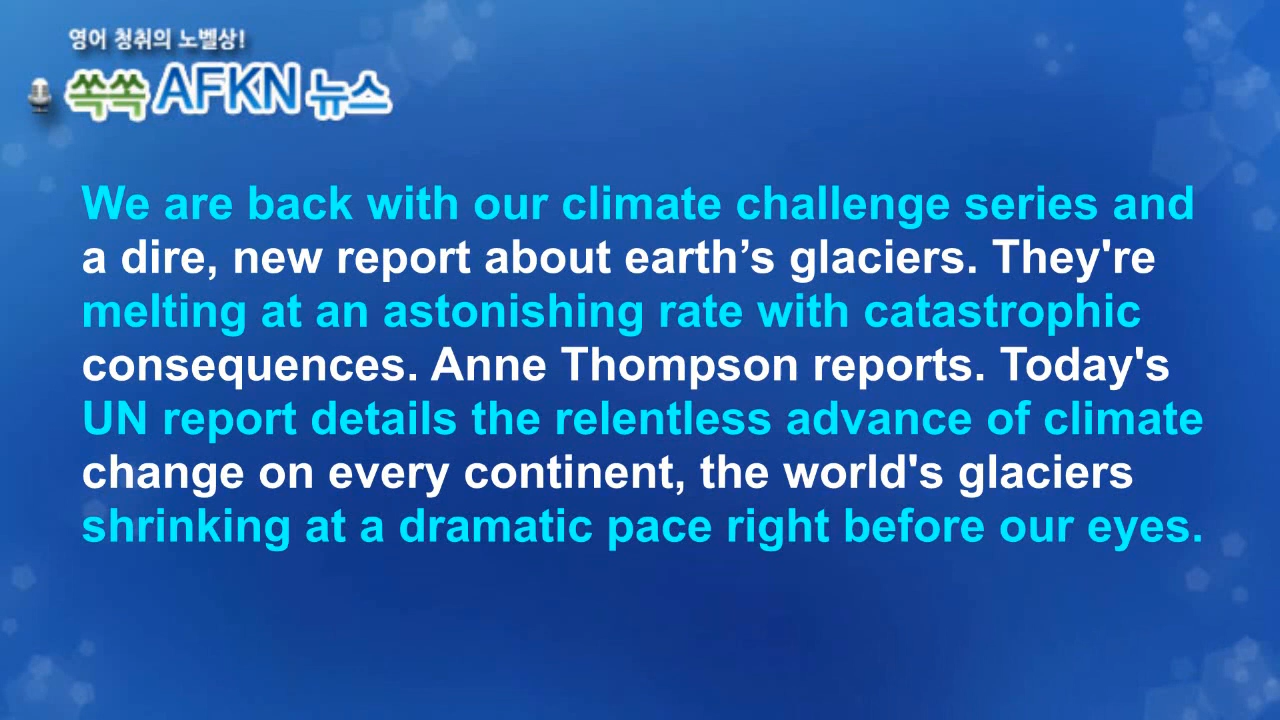 영어 청취의 노벨상!
쏙쏙 AFKN 뉴스
We are back with our climate challenge series and
a dire, new report about earth’s glaciers. They're
melting at an astonishing rate with catastrophic
consequences. Anne Thompson reports. Today's
UN report details the relentless advance of climate
change on every continent, the world's glaciers
shrinking at a dramatic pace right before our eyes.